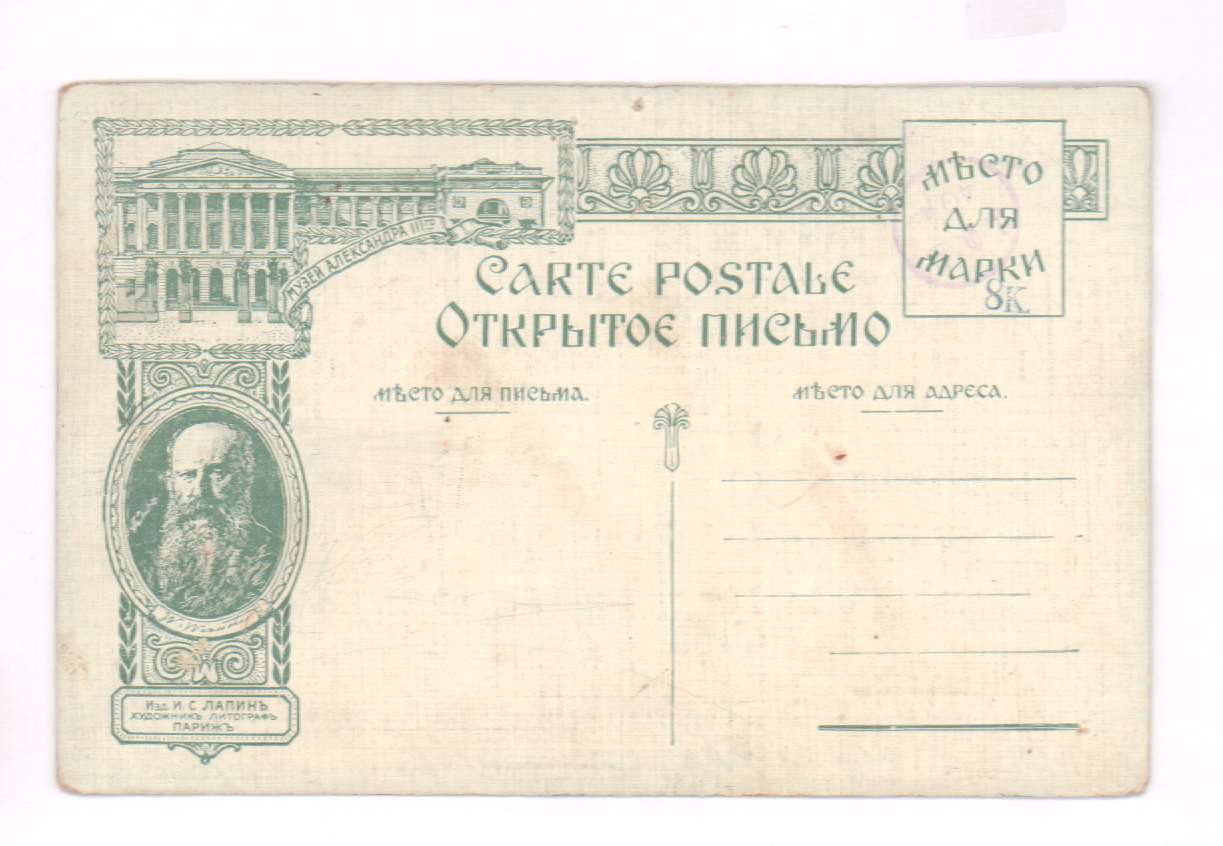 МУЗЕЙ АЛЕКСАНДРА IIIго
CARTE POSTALE
ОТКРЫТОЕ ПИСЬМО
МѢСТО
ДЛЯ
МАРКИ
8К
МѢСТО ДЛЯ ПИСЬМА.
МѢСТО ДЛЯ АДРЕСА.
Изд. И С ЛАПИНЪ
ХУДОЖНИКЪ ЛИТОГРАФЪ
ПАРИЖЪ